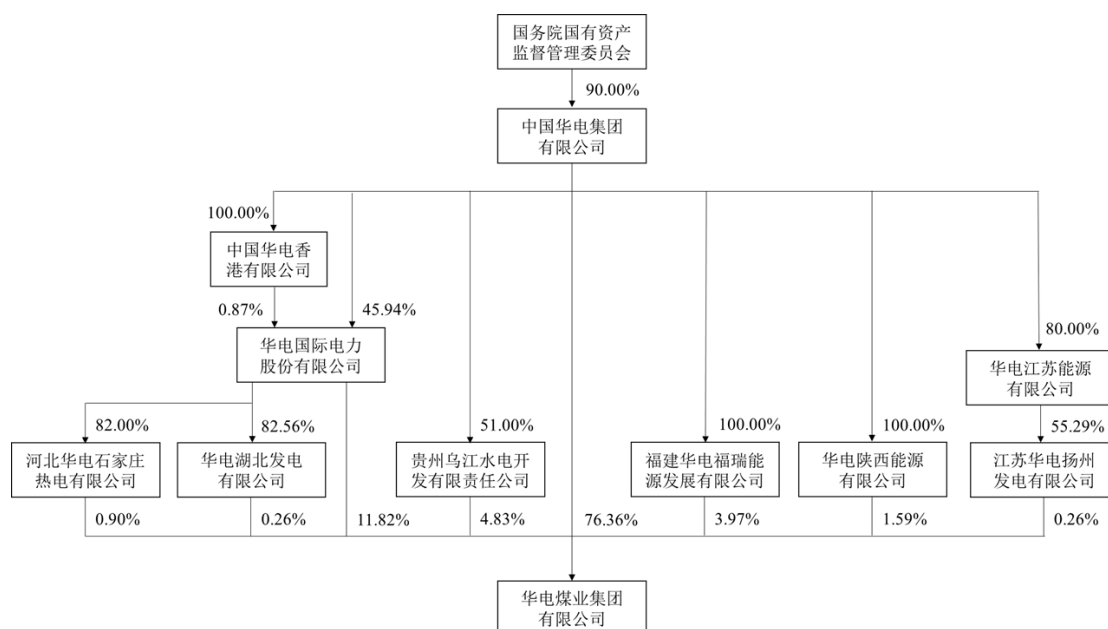 国务院国有资产
监督管理委员会
90.00%
中国华电集团
有限公司
100.00%
中国华电香
港有限公司
0.87%
45.94%
华电国际电力
股份有限公司
80.00%
华电江苏能源
有限公司
82.00%
82.56%
51.00%
100.00%
100.00%
55.29%
河北华电石家庄
热电有限公司
华电湖北发电
有限公司
贵州乌江水电开
发有限责任公司
福建华电福瑞能
源发展有限公司
华电陕西能源
有限公司
江苏华电扬州
发电有限公司
0.90%
0.26%
11.82%
4.83%
76.36%
3.97%
1.59%
0.26%
华电煤业集团
有限公司